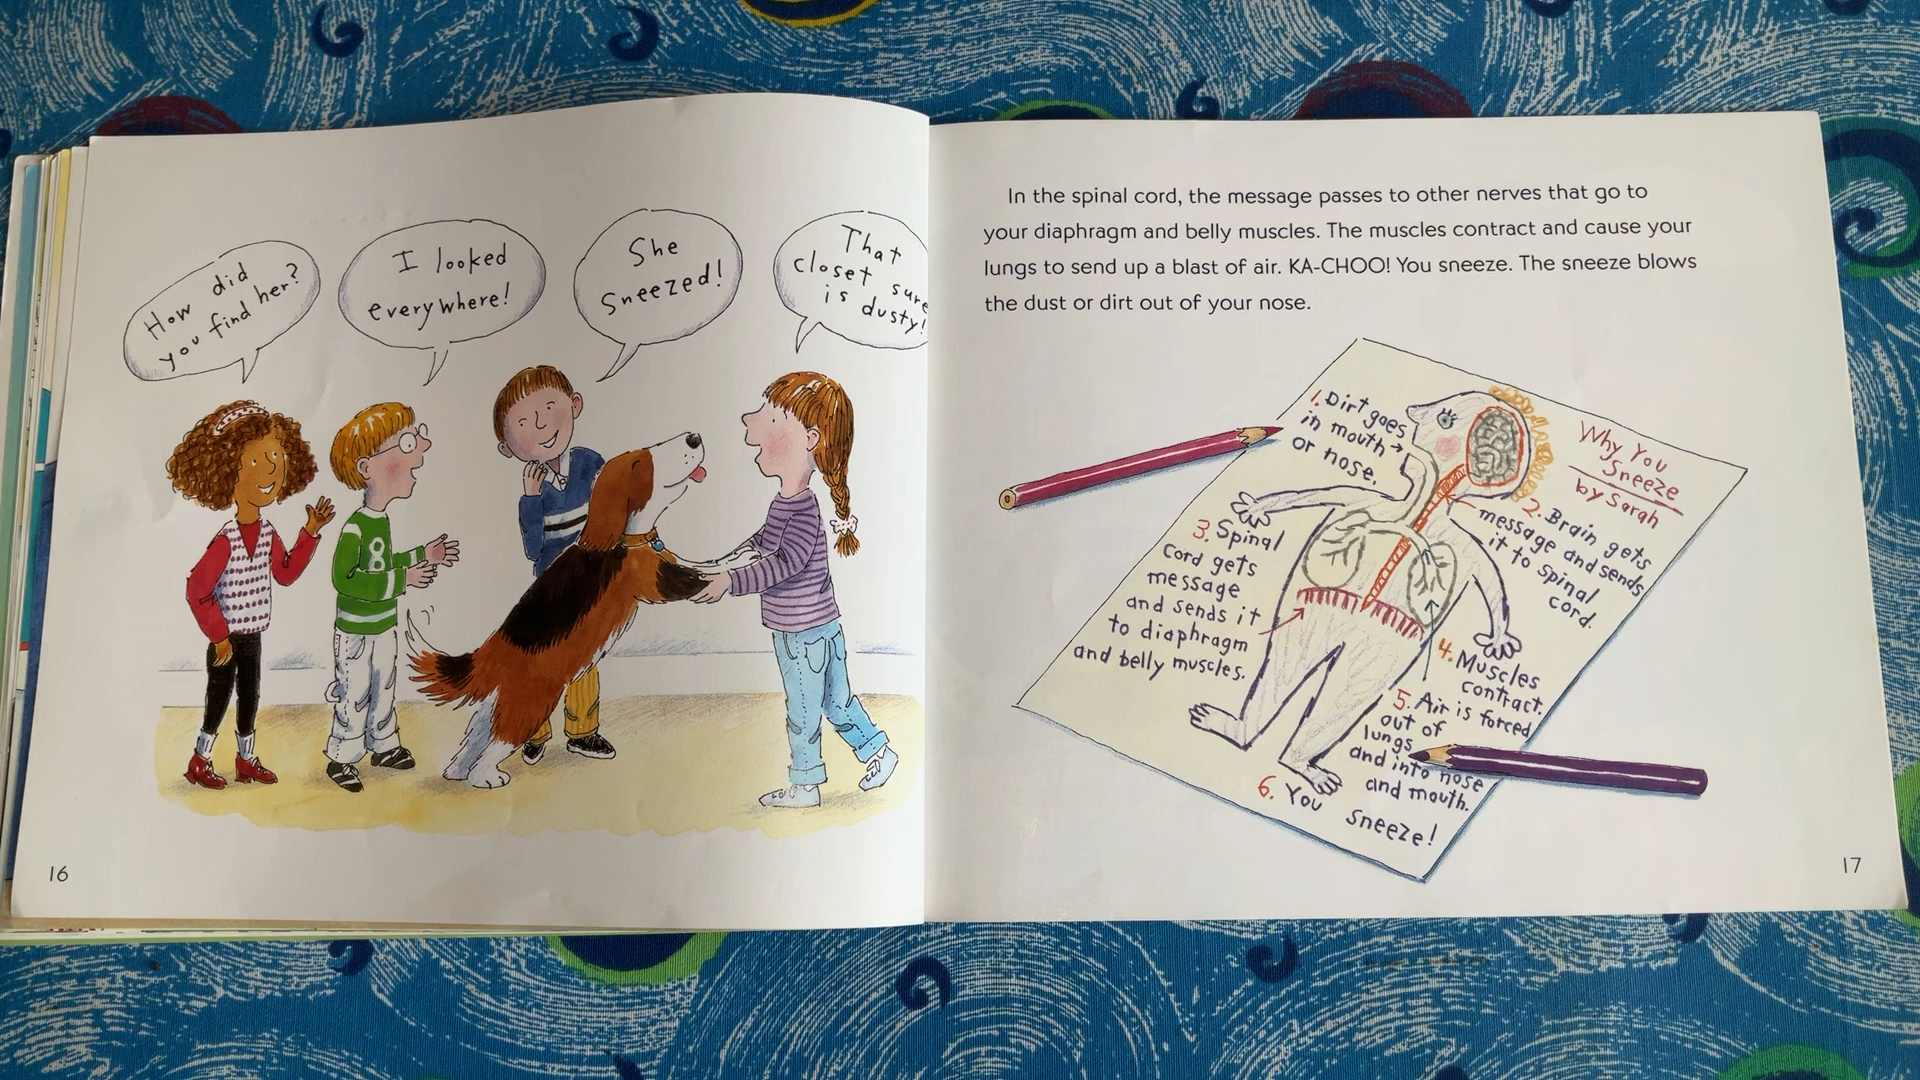 How did
you find her?
I looked
everywhere!
She
Sneezed!
That
closet sure
is dusty!
16
In the spinal cord, the message passes to other nerves that go to
your diaphragm and belly muscles. The muscles contract and cause your
lungs to send up a blast of air. KA-CHOO! You sneeze. The sneeze blows
the dust or dirt out of your nose.
Why You
Sneeze
by Sarah
1. Dirt goes
in mouth
or nose.
2. Brain gets
message and sends
it to Spinal
cord.
3. Spinal
Cord gets
message
and sends it
to diaphragm
and belly muscles.
4. Muscles
contract.
5. Air is forced
out of
lungs
and into nose
and mouth.
6. You
Sneeze!
8
17